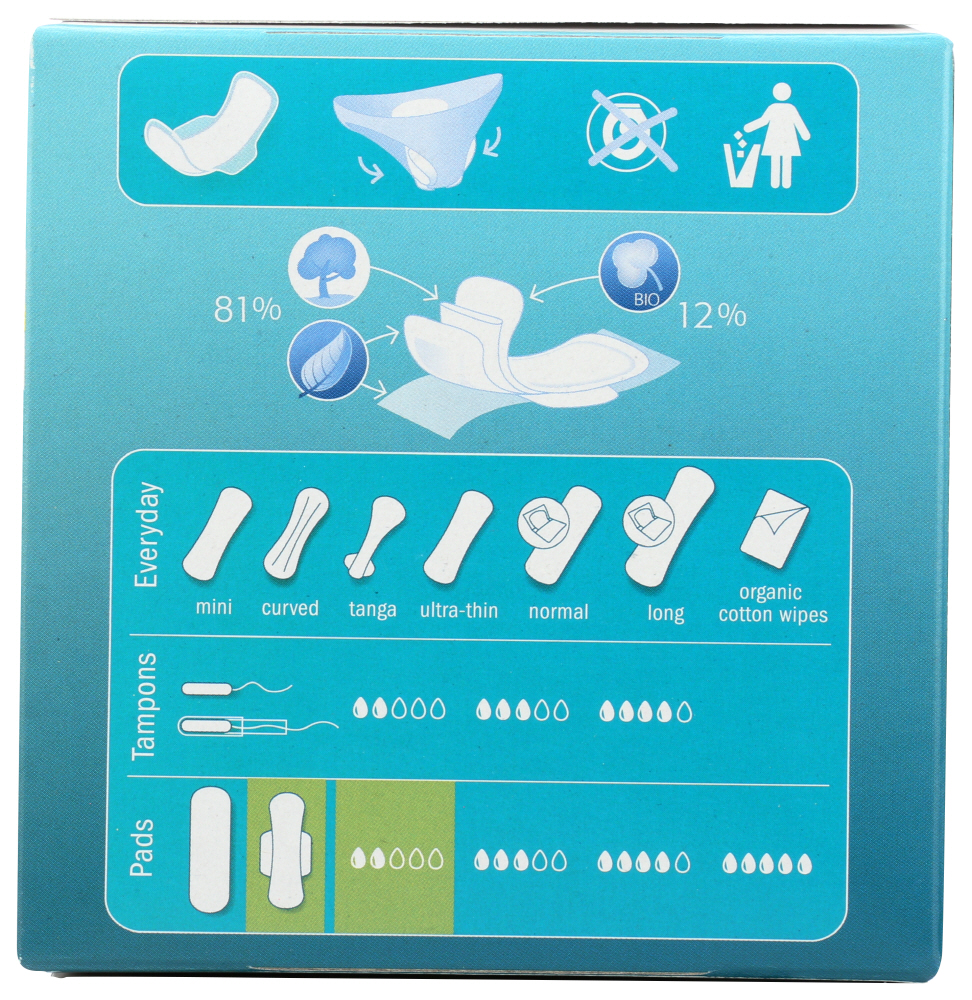 81%
BIO
12%
Everyday
mini
curved
tanga
ultra-thin
normal
long
organic
cotton wipes
Tampons
Pads